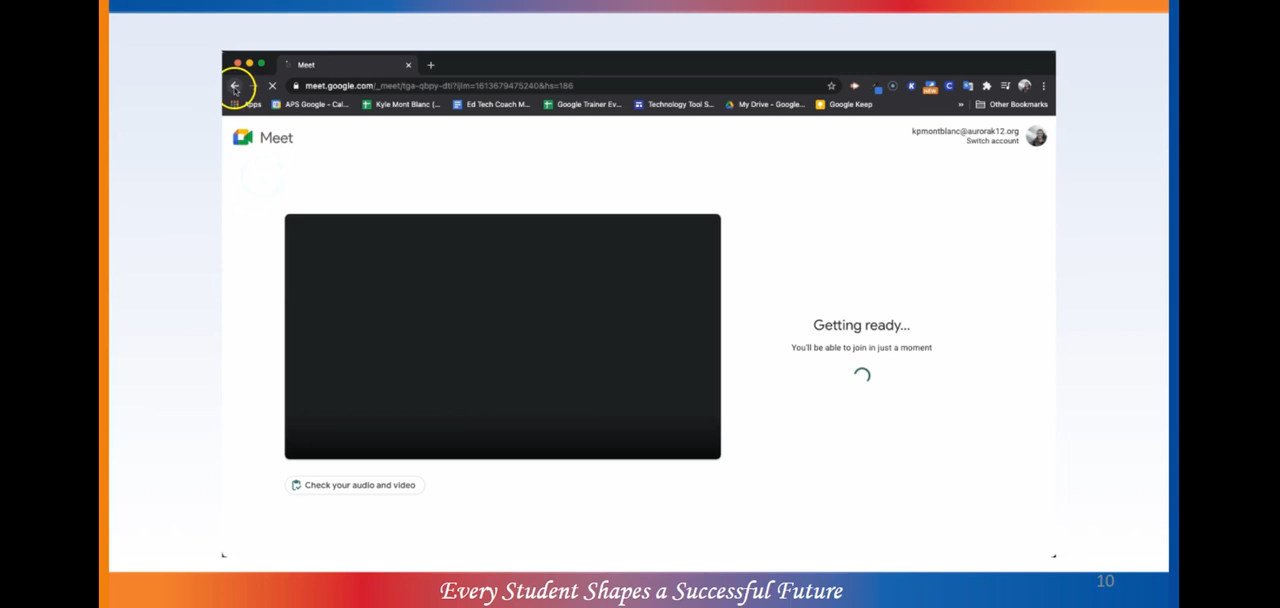 Meet
meet.google.com/_meet/tga-qbpy-dti?ijlm=1613679475240&hs=186
Apps APS Google - Cal... Kyle Mont Blanc (... Ed Tech Coach M... Google Trainer Ev... Technology Tool S... My Drive - Google... Google Keep » Other Bookmarks
Meet
kpmontblanc@aurorak12.org
Switch account
Getting ready...
You'll be able to join in just a moment
Check your audio and video
Every Student Shapes a Successful Future
10